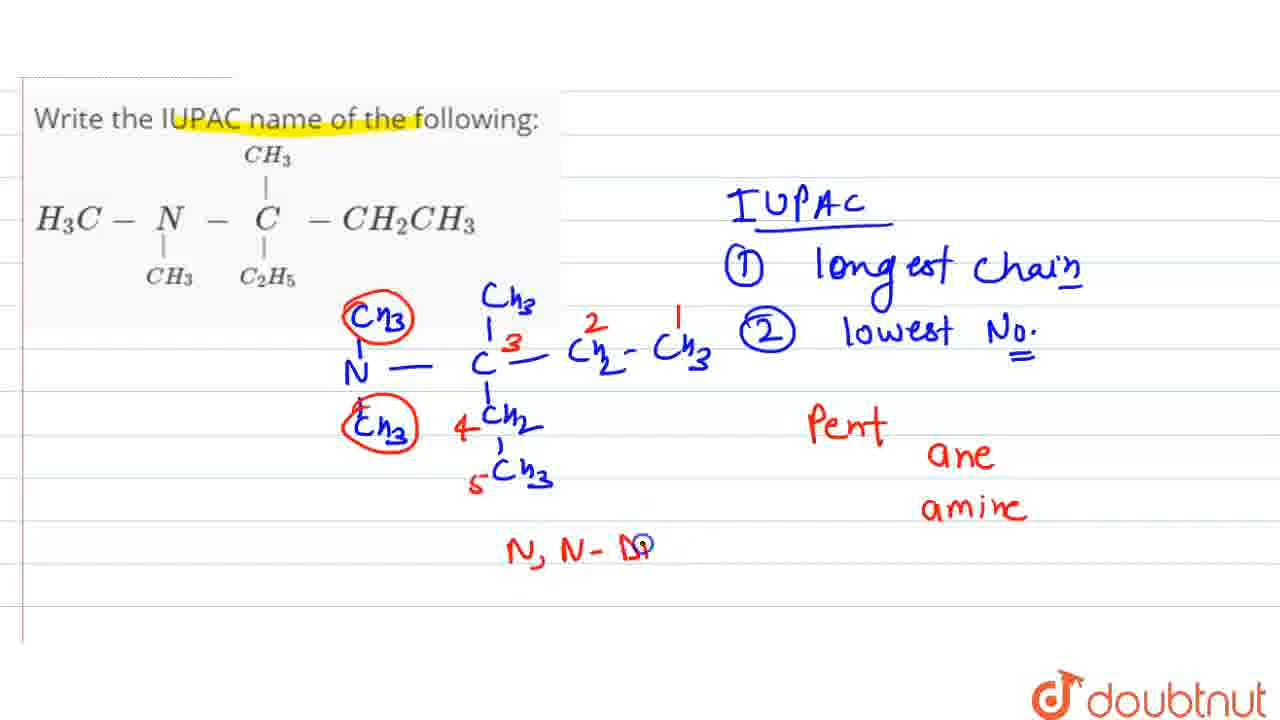 Write the IUPAC name of the following:
CH3
|
H3C − N − C − CH2CH3
| |
CH3 C2H5
IUPAC
① longest chain
② lowest No.
CH3 CH3
| |
N — C 3 — CH2 2 - CH3 1
| |
CH3 4 CH2
|
5 CH3
Pent
ane
amine
N, N- Di
doubtnut